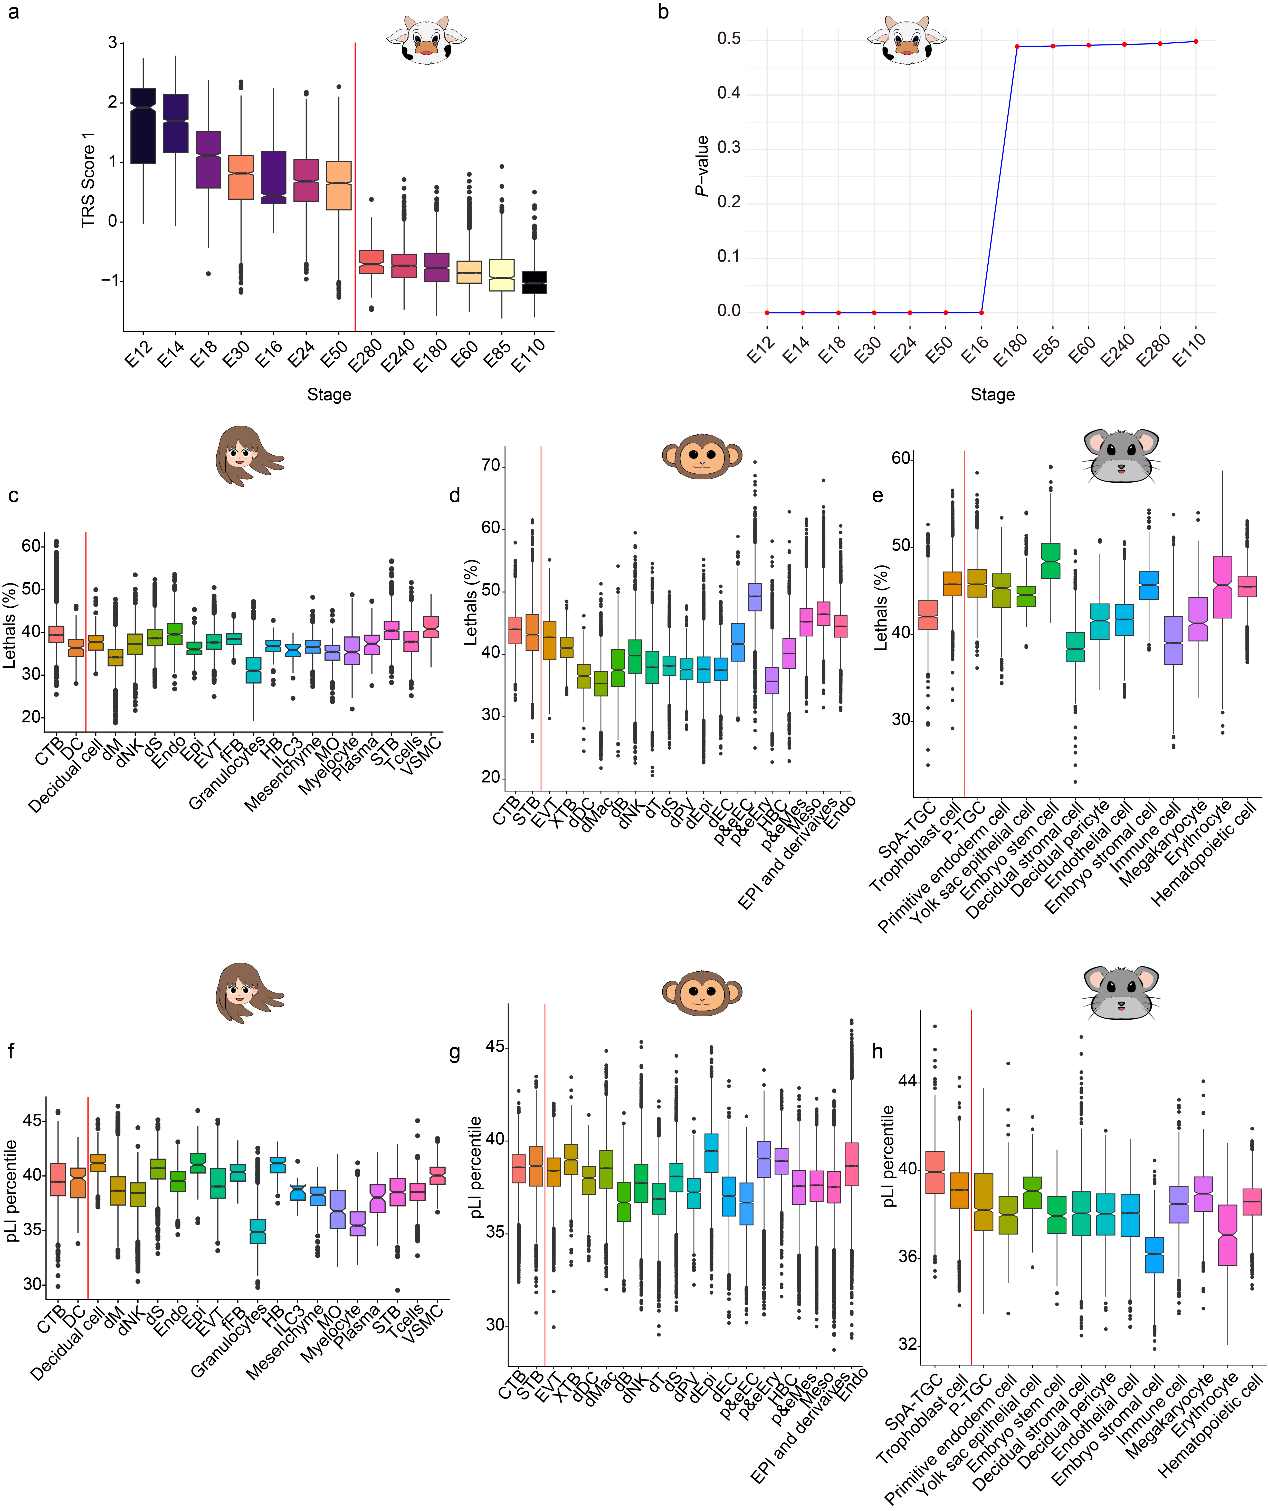 a
b
3
2
1
0
−1
TRS Score 1
E12
E14
E18
E30
E16
E24
E50
E280
E240
E180
E60
E85
E110
Stage
0.5
0.4
0.3
0.2
0.1
0.0
P−value
E12
E14
E18
E30
E24
E50
E16
E180
E85
E60
E240
E280
E110
Stage
c
60
50
40
30
20
Lethals (%)
CTB
DC
Decidual cell
dM
dNK
dS
Endo
Epi
EVT
fFB
Granulocytes
HB
ILC3
Mesenchyme
MO
Myelocyte
Plasma
STB
Tcells
VSMC
d
70
60
50
40
30
20
Lethals (%)
CTB
STB
EVT
XTB
dDC
dMac
dB
dNK
dT
dS
dPV
dEpi
dEC
p&eEC
p&eEry
HBC
p&eMes
Meso
EPI and derivaiyes
Endo
e
60
50
40
30
Lethals (%)
SpA-TGC
Trophoblast cell
P-TGC
Primitive endoderm cell
Yolk sac epithelial cell
Embryo stem cell
Decidual stromal cell
Decidual pericyte
Endothelial cell
Embryo stromal cell
Immune cell
Megakaryocyte
Erythrocyte
Hematopoietic cell
f
45
40
35
30
pLI percentile
CTB
DC
Decidual cell
dM
dNK
dS
Endo
Epi
EVT
fFB
Granulocytes
HB
ILC3
Mesenchyme
MO
Myelocyte
Plasma
STB
Tcells
VSMC
g
45
40
35
30
pLI percentile
CTB
STB
EVT
XTB
dDC
dMac
dB
dNK
dT
dS
dPV
dEpi
dEC
p&eEC
p&eEry
HBC
p&eMes
Meso
EPI and derivaiyes
Endo
h
44
40
36
32
pLI percentile
SpA-TGC
Trophoblast cell
P-TGC
Primitive endoderm cell
Yolk sac epithelial cell
Embryo stem cell
Decidual stromal cell
Decidual pericyte
Endothelial cell
Embryo stromal cell
Immune cell
Megakaryocyte
Erythrocyte
Hematopoietic cell